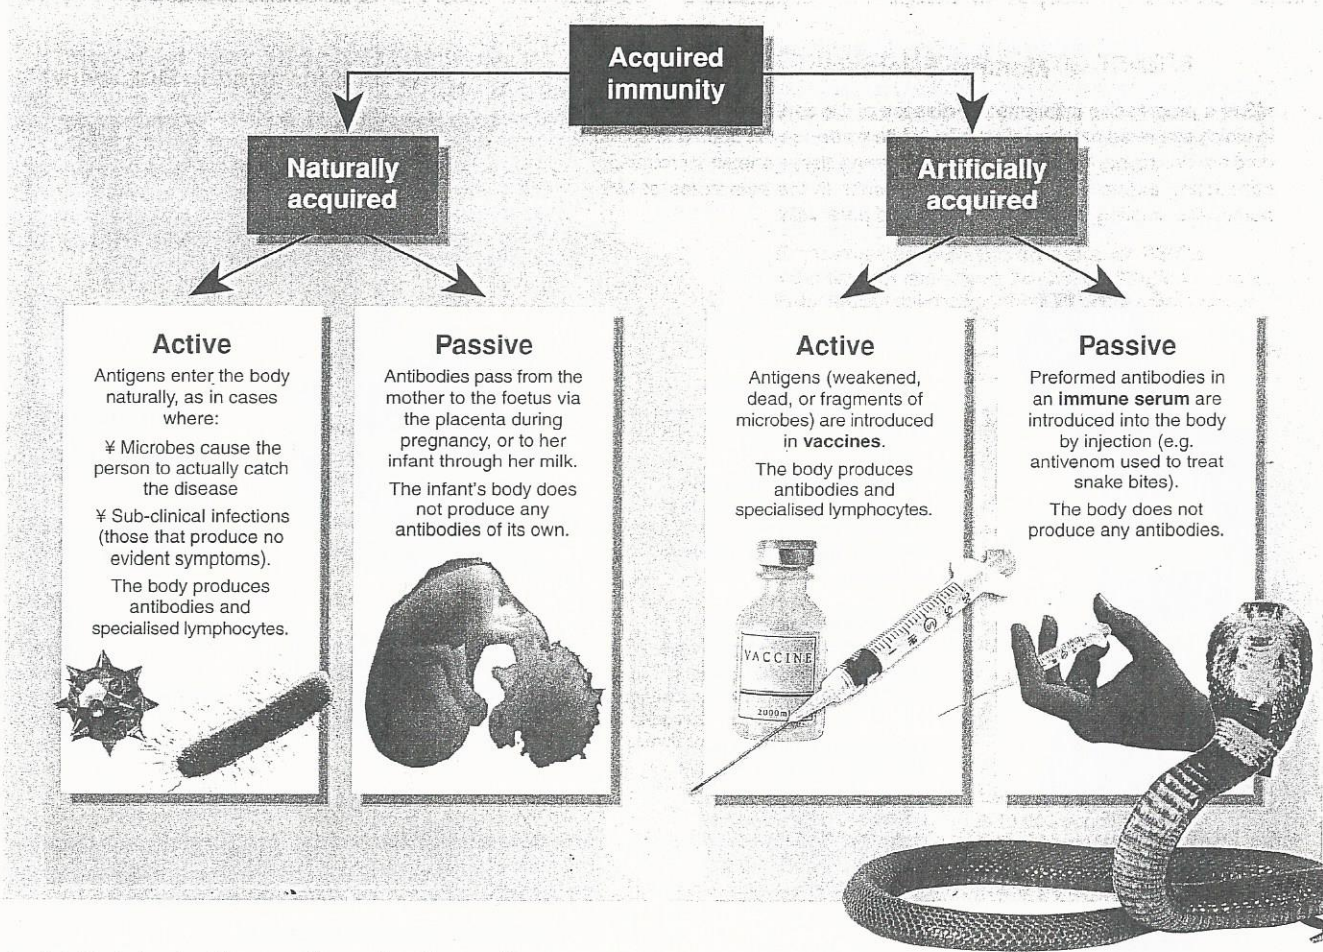 Acquired
immunity
Naturally
acquired
Artificially
acquired
Active
Antigens enter the body
naturally, as in cases
where:
¥ Microbes cause the
person to actually catch
the disease
¥ Sub-clinical infections
(those that produce no
evident symptoms).
The body produces
antibodies and
specialised lymphocytes.
Passive
Antibodies pass from the
mother to the foetus via
the placenta during
pregnancy, or to her
infant through her milk.
The infant's body does
not produce any
antibodies of its own.
Active
Antigens (weakened,
dead, or fragments of
microbes) are introduced
in vaccines.
The body produces
antibodies and
specialised lymphocytes.
VACCINE
2000ml
Passive
Preformed antibodies in
an immune serum are
introduced into the body
by injection (e.g.
antivenom used to treat
snake bites).
The body does not
produce any antibodies.